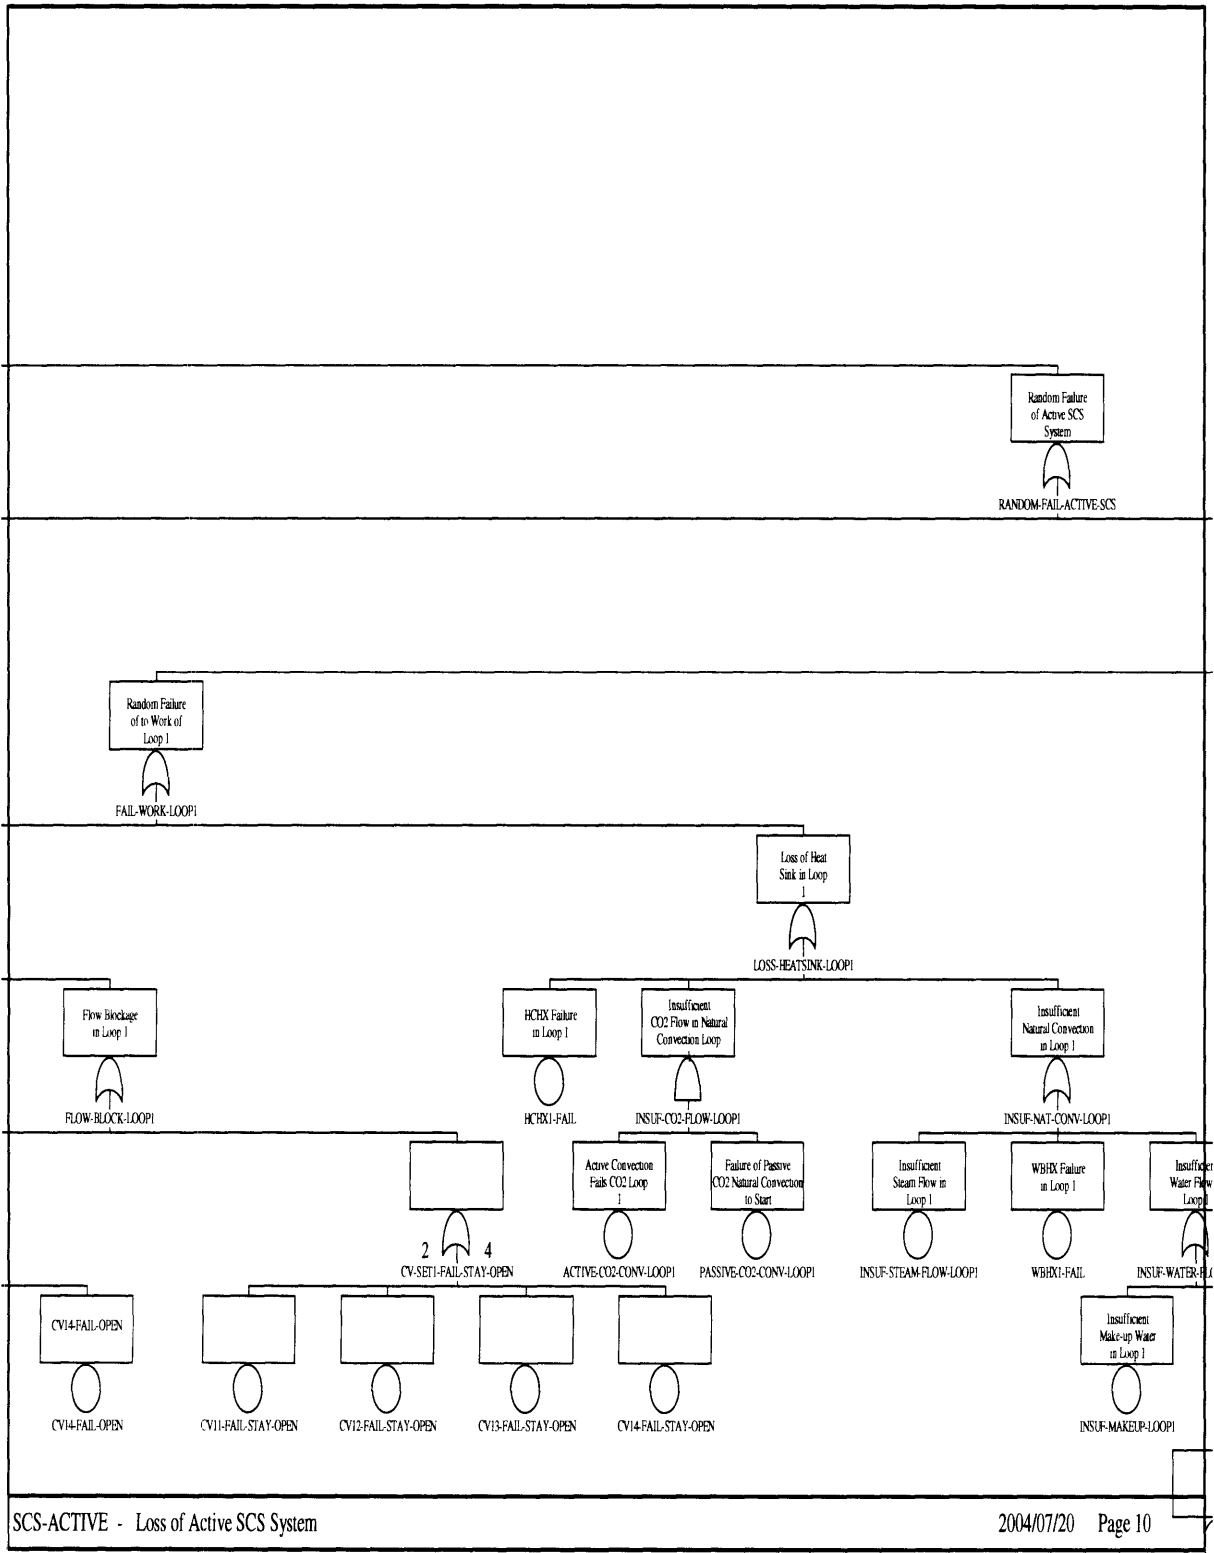 Random Failure
of Active SCS
System
RANDOM-FAIL-ACTIVE-SCS
Random Failure
of to Work of
Loop 1
FAIL-WORK-LOOP1
Loss of Heat
Sink in Loop
1
LOSS-HEATSINK-LOOP1
Flow Blockage
in Loop 1
FLOW-BLOCK-LOOP1
HCHX Failure
in Loop 1
HCHX1-FAIL
Insufficient
CO2 Flow in Natural
Convection Loop
INSUF-CO2-FLOW-LOOP1
Insufficient
Natural Convection
in Loop 1
INSUF-NAT-CONV-LOOP1
2 4
CV-SET1-FAIL-STAY-OPEN
Active Convection
Fails CO2 Loop
1
ACTIVE-CO2-CONV-LOOP1
Failure of Passive
CO2 Natural Convection
to Start
PASSIVE-CO2-CONV-LOOP1
Insufficient
Steam Flow in
Loop 1
INSUF-STEAM-FLOW-LOOP1
WBHX Failure
in Loop 1
WBHX1-FAIL
Water Flow
Loop 1
CV14-FAIL-OPEN
CV14-FAIL-OPEN
CV11-FAIL-STAY-OPEN
CV12-FAIL-STAY-OPEN
CV13-FAIL-STAY-OPEN
CV14-FAIL-STAY-OPEN
Insufficient
Make-up Water
in Loop 1
INSUF-MAKEUP-LOOP1
SCS-ACTIVE - Loss of Active SCS System
2004/07/20 Page 10